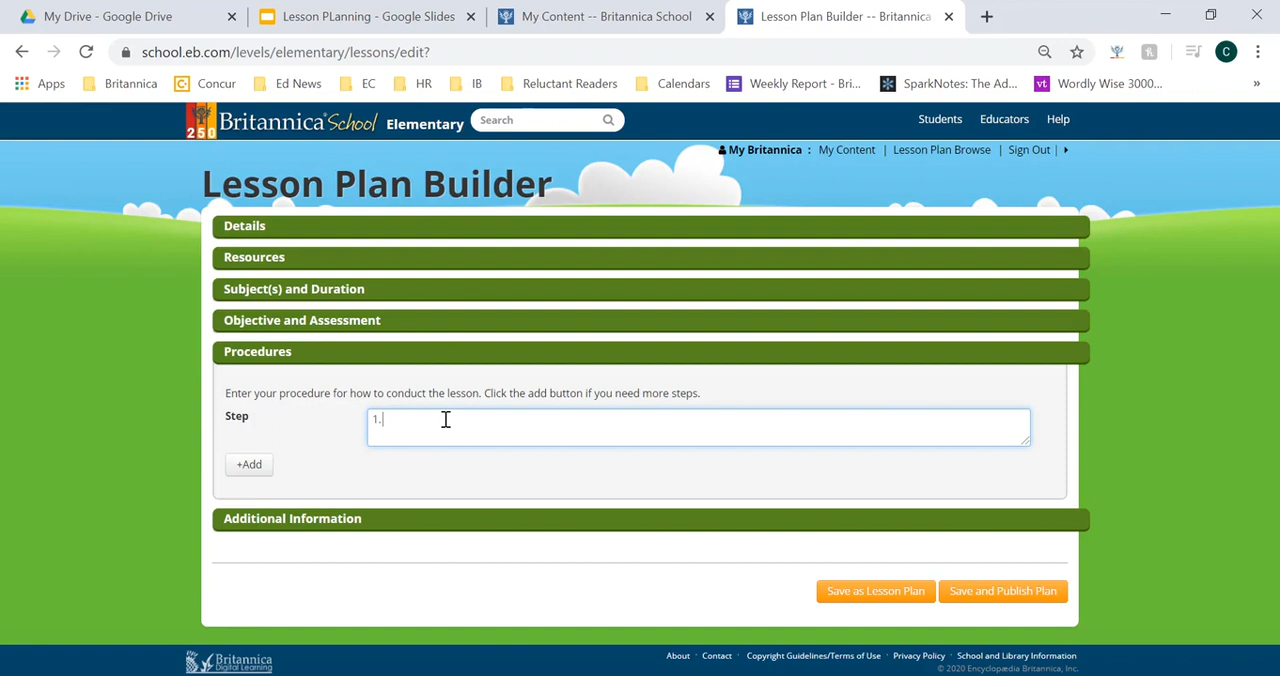 My Drive - Google Drive
Lesson PLanning - Google Slides
My Content -- Britannica School
Lesson Plan Builder -- Britannica
school.eb.com/levels/elementary/lessons/edit?
C
Apps
Britannica
Concur
Ed News
EC
HR
IB
Reluctant Readers
Calendars
Weekly Report - Bri...
SparkNotes: The Ad...
vt Wordly Wise 3000...
»
250 Britannica School Elementary
Search
Students
Educators
Help
My Britannica : My Content | Lesson Plan Browse | Sign Out |
Lesson Plan Builder
Details
Resources
Subject(s) and Duration
Objective and Assessment
Procedures
Enter your procedure for how to conduct the lesson. Click the add button if you need more steps.
Step
1.
+Add
Additional Information
Save as Lesson Plan
Save and Publish Plan
Britannica
Digital Learning
About · Contact · Copyright Guidelines/Terms of Use · Privacy Policy · School and Library Information
© 2020 Encyclopædia Britannica, Inc.